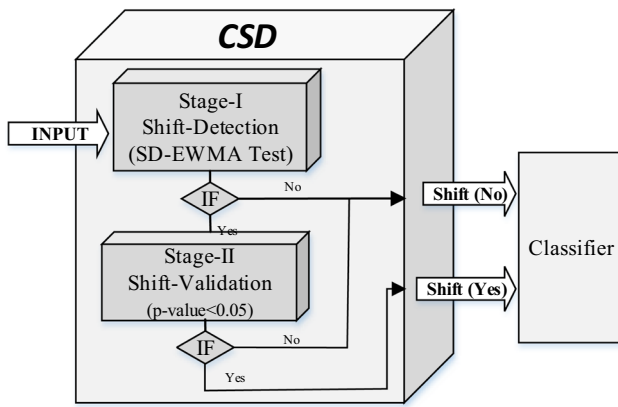 CSD
INPUT
Stage-I
Shift-Detection
(SD-EWMA Test)
IF
No
Yes
Shift (No)
Stage-II
Shift-Validation
(p-value<0.05)
IF
No
Yes
Shift (Yes)
Classifier